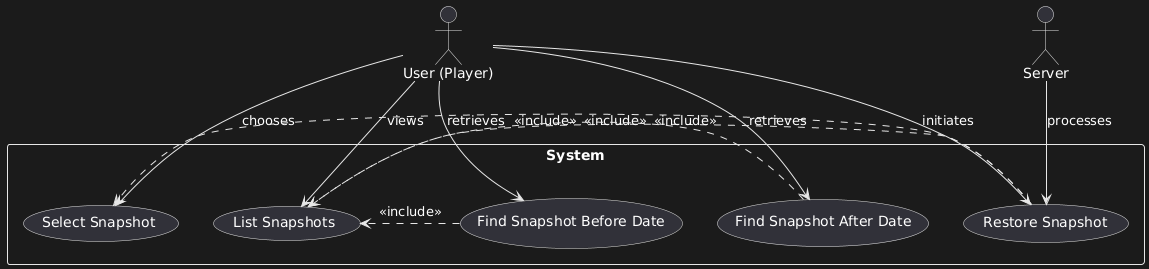 User (Player)
Server
chooses
views
retrieves
«include»
«include»
«include»
retrieves
initiates
processes
System
«include»
Select Snapshot
List Snapshots
Find Snapshot Before Date
Find Snapshot After Date
Restore Snapshot